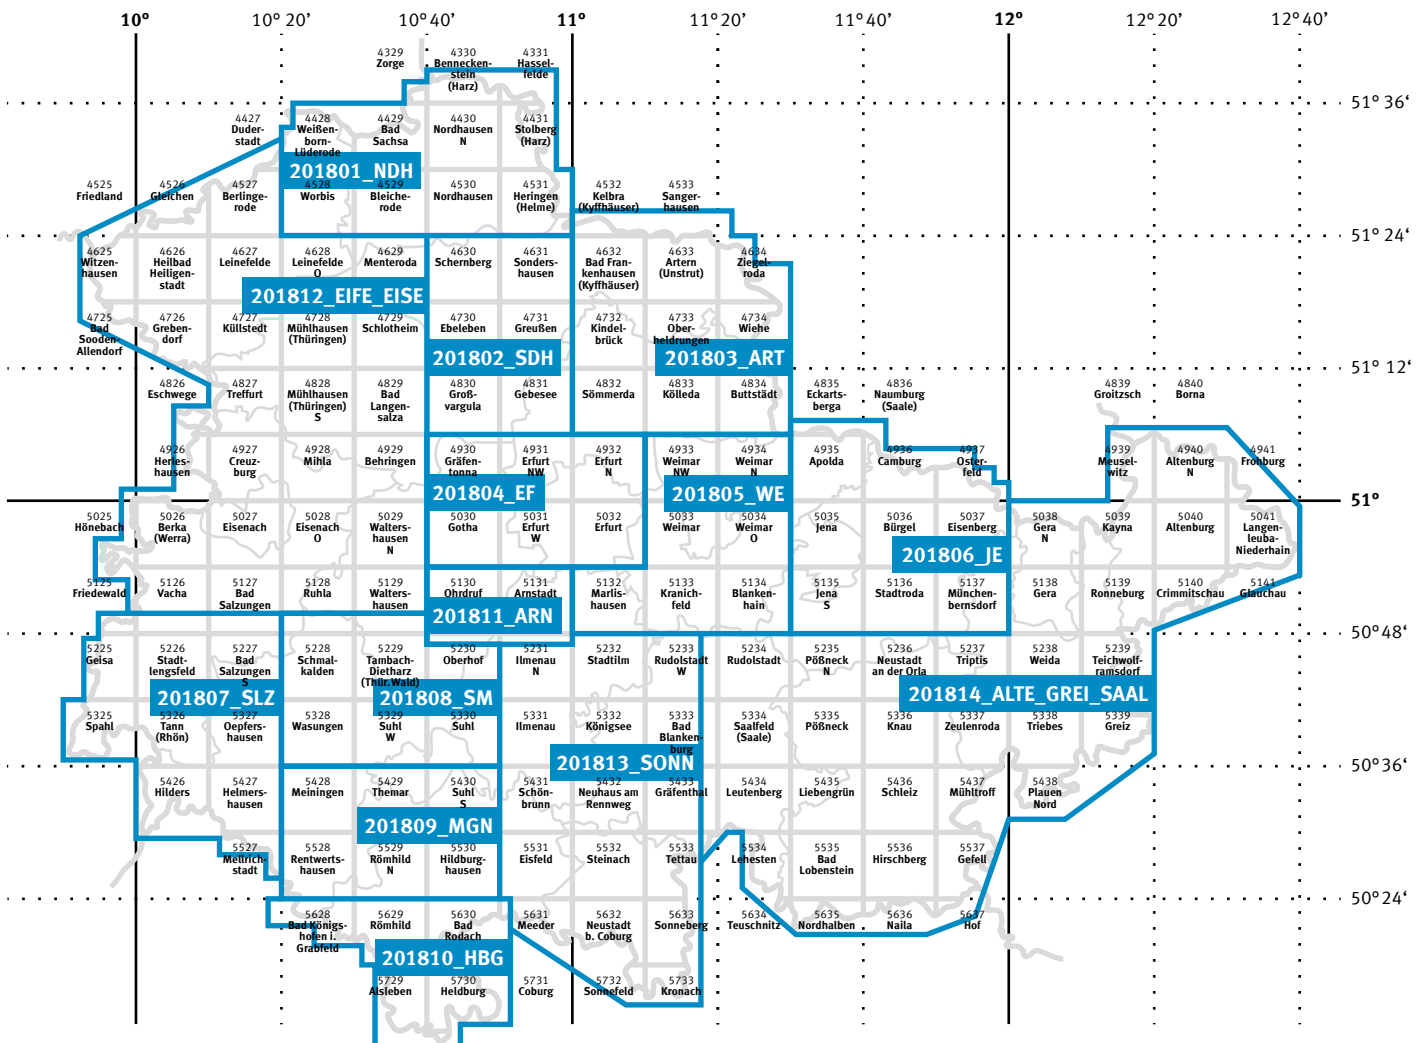 10° 10° 20‘ 10° 40‘ 11° 11° 20‘ 11° 40‘ 12° 12° 20‘ 12° 40‘
4329 4330 4331
Zorge Bennecken- Hassel-
stein felde
(Harz)
51° 36‘
4427 4428 4429 4430 4431
Duder- Weißen- Bad Nordhausen Stolberg
stadt born- Sachsa N (Harz)
Lüderode
201801_NDH
4525 4526 4527 4528 4529 4530 4531 4532 4533
Friedland Gleichen Berlinge- Worbis Bleiche- Nordhausen Heringen Kelbra Sanger-
rode rode (Helme) (Kyffhäuser) hausen
51° 24‘
4625 4626 4627 4628 4629 4630 4631 4632 4633 4634
Witzen- Heilbad Leinefelde Leinefelde Menteroda Schernberg Sonders- Bad Fran- Artern Ziegel-
hausen Heiligen- O hausen kenhausen (Unstrut) roda
stadt (Kyffhäuser)
201812_EIFE_EISE
4725 4726 4727 4728 4729 4730 4731 4732 4733 4734
Bad Greben- Küllstedt Mühlhausen Schlotheim Ebeleben Greußen Kindel- Ober- Wiehe
Sooden- dorf (Thüringen) brück heldrungen
Allendorf
201802_SDH 201803_ART
51° 12‘
4826 4827 4828 4829 4830 4831 4832 4833 4834 4835 4836 4839 4840
Eschwege Treffurt Mühlhausen Bad Groß- Gebesee Sömmerda Kölleda Buttstädt Eckarts- Naumburg Groitzsch Borna
(Thüringen) Langen- vargula berga (Saale)
S salza
4926 4927 4928 4929 4930 4931 4932 4933 4934 4935 4936 4937 4939 4940 4941
Herles- Creuz- Mihla Behringen Gräfen- Erfurt Erfurt Weimar Weimar Apolda Camburg Oster- Meusel- Altenburg Frohburg
hausen burg tonna NW N NW N feld witz N
201804_EF 201805_WE
51°
5025 5026 5027 5028 5029 5030 5031 5032 5033 5034 5035 5036 5037 5038 5039 5040 5041
Hönebach Berka Eisenach Eisenach Walters- Gotha Erfurt Erfurt Weimar Weimar Jena Bürgel Eisenberg Gera Kayna Altenburg Langen-
(Werra) O hausen W O N leuba-
N Niederhain
201806_JE
5125 5126 5127 5128 5129 5130 5131 5132 5133 5134 5135 5136 5137 5138 5139 5140 5141
Friedewald Vacha Bad Ruhla Walters- Ohrdruf Arnstadt Marlis- Kranich- Blanken- Jena Stadtroda München- Gera Ronneburg Crimmitschau Glauchau
Salzungen hausen hausen feld hain S bernsdorf
201811_ARN
50° 48‘
5225 5226 5227 5228 5229 5230 5231 5232 5233 5234 5235 5236 5237 5238 5239
Geisa Stadt- Bad Schmal- Tambach- Oberhof Ilmenau Stadtilm Rudolstadt Rudolstadt Pößneck Neustadt Triptis Weida Teichwolf-
lengsfeld Salzungen kalden Dietharz N W N an der Orla ramsdorf
S (Thür.Wald)
201807_SLZ 201808_SM 201814_ALTE_GREI_SAAL
5325 5326 5327 5328 5329 5330 5331 5332 5333 5334 5335 5336 5337 5338 5339
Spahl Tann Oepfers- Wasungen Suhl Suhl Ilmenau Königsee Bad Saalfeld Pößneck Knau Zeulenroda Triebes Greiz
(Rhön) hausen W Blanken- (Saale)
burg
201813_SONN
50° 36‘
5426 5427 5428 5429 5430 5431 5432 5433 5434 5435 5436 5437 5438
Hilders Helmers- Meiningen Themar Suhl Schön- Neuhaus am Gräfenthal Leutenberg Liebengrün Schleiz Mühltroff Plauen
hausen S brunn Rennweg Nord
201809_MGN
5527 5528 5529 5530 5531 5532 5533 5534 5535 5536 5537
Mellrich- Rentwerts- Römhild Hildburg- Eisfeld Steinach Tettau Lehesten Bad Hirschberg Gefell
stadt hausen N hausen Lobenstein
50° 24‘
5628 5629 5630 5631 5632 5633 5634 5635 5636 5637
Bad Königs- Römhild Bad Meeder Neustadt Sonneberg Teuschnitz Nordhalben Naila Hof
hofen i. Rodach b. Coburg
Grabfeld
201810_HBG
5729 5730 5731 5732 5733
Alsleben Heldburg Coburg Sonnefeld Kronach